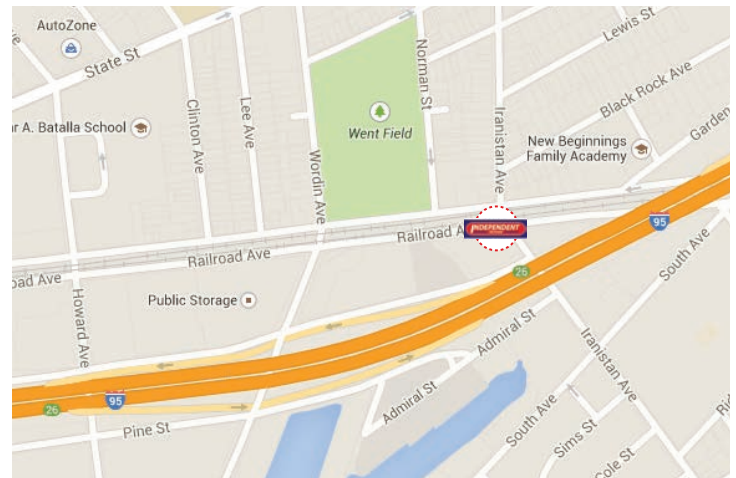 AutoZone
State St
Lewis St
Norman St
Black Rock Ave
Clinton Ave
Lee Ave
Iranistan Ave
Garden
r A. Batalla School
Went Field
New Beginnings
Family Academy
Wordin Ave
INDEPENDENT
Railroad A
95
South Ave
Railroad Ave
oad Ave
26
Public Storage
Howard Ave
Admiral St
Iranistan Ave
95
26
Admiral St
Pine St
South Ave
Sims St
Cole St